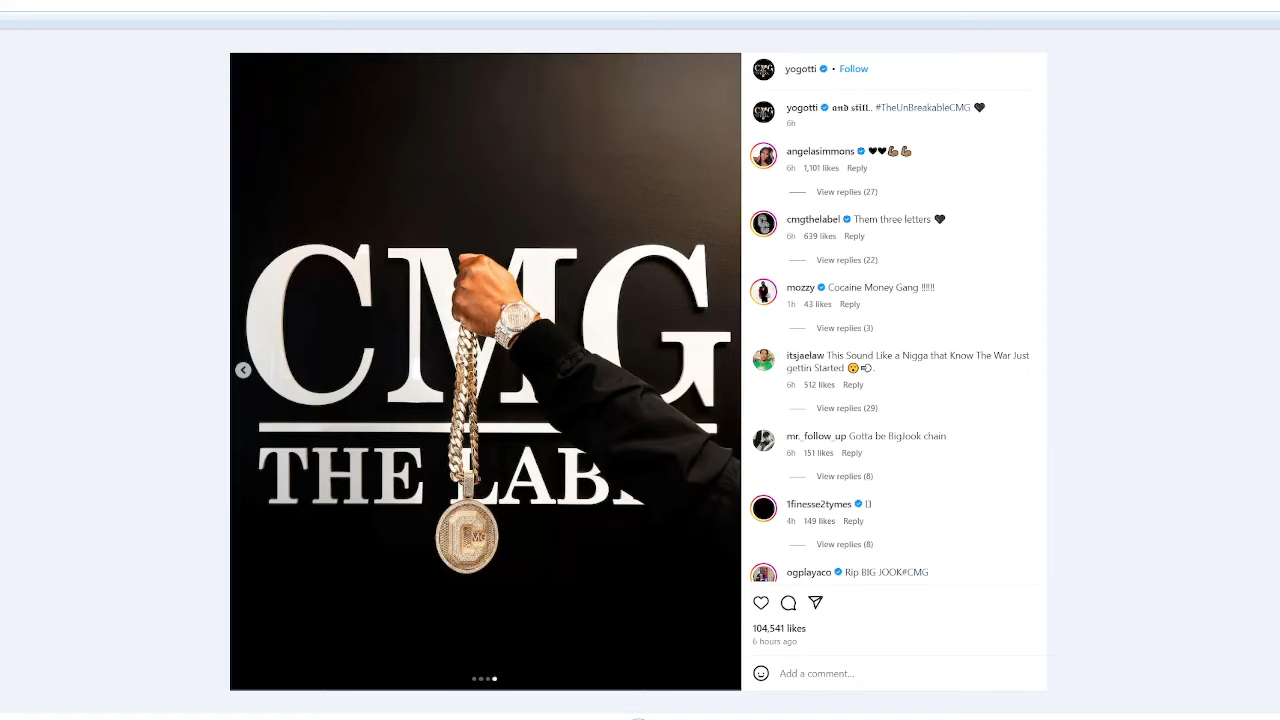 CMG
THE LAB
yogotti • Follow
yogotti 𝖆𝖓𝖉 𝖘𝖙𝖎𝖑𝖑.. #TheUnBreakableCMG 🖤
6h
angelasimmons 🖤🖤💪🏽💪🏽
6h 1,101 likes Reply
View replies (27)
cmgthelabel Them three letters 🖤
6h 639 likes Reply
View replies (22)
mozzy Cocaine Money Gang !!!!!!
1h 43 likes Reply
View replies (3)
itsjaelaw This Sound Like a Nigga that Know The War Just
gettin Started 😮💨.
6h 512 likes Reply
View replies (29)
mr._follow_up Gotta be BigJook chain
6h 151 likes Reply
View replies (8)
1finesse2tymes
4h 149 likes Reply
View replies (8)
ogplayaco Rip BIG JOOK#CMG
104,541 likes
6 hours ago
Add a comment...